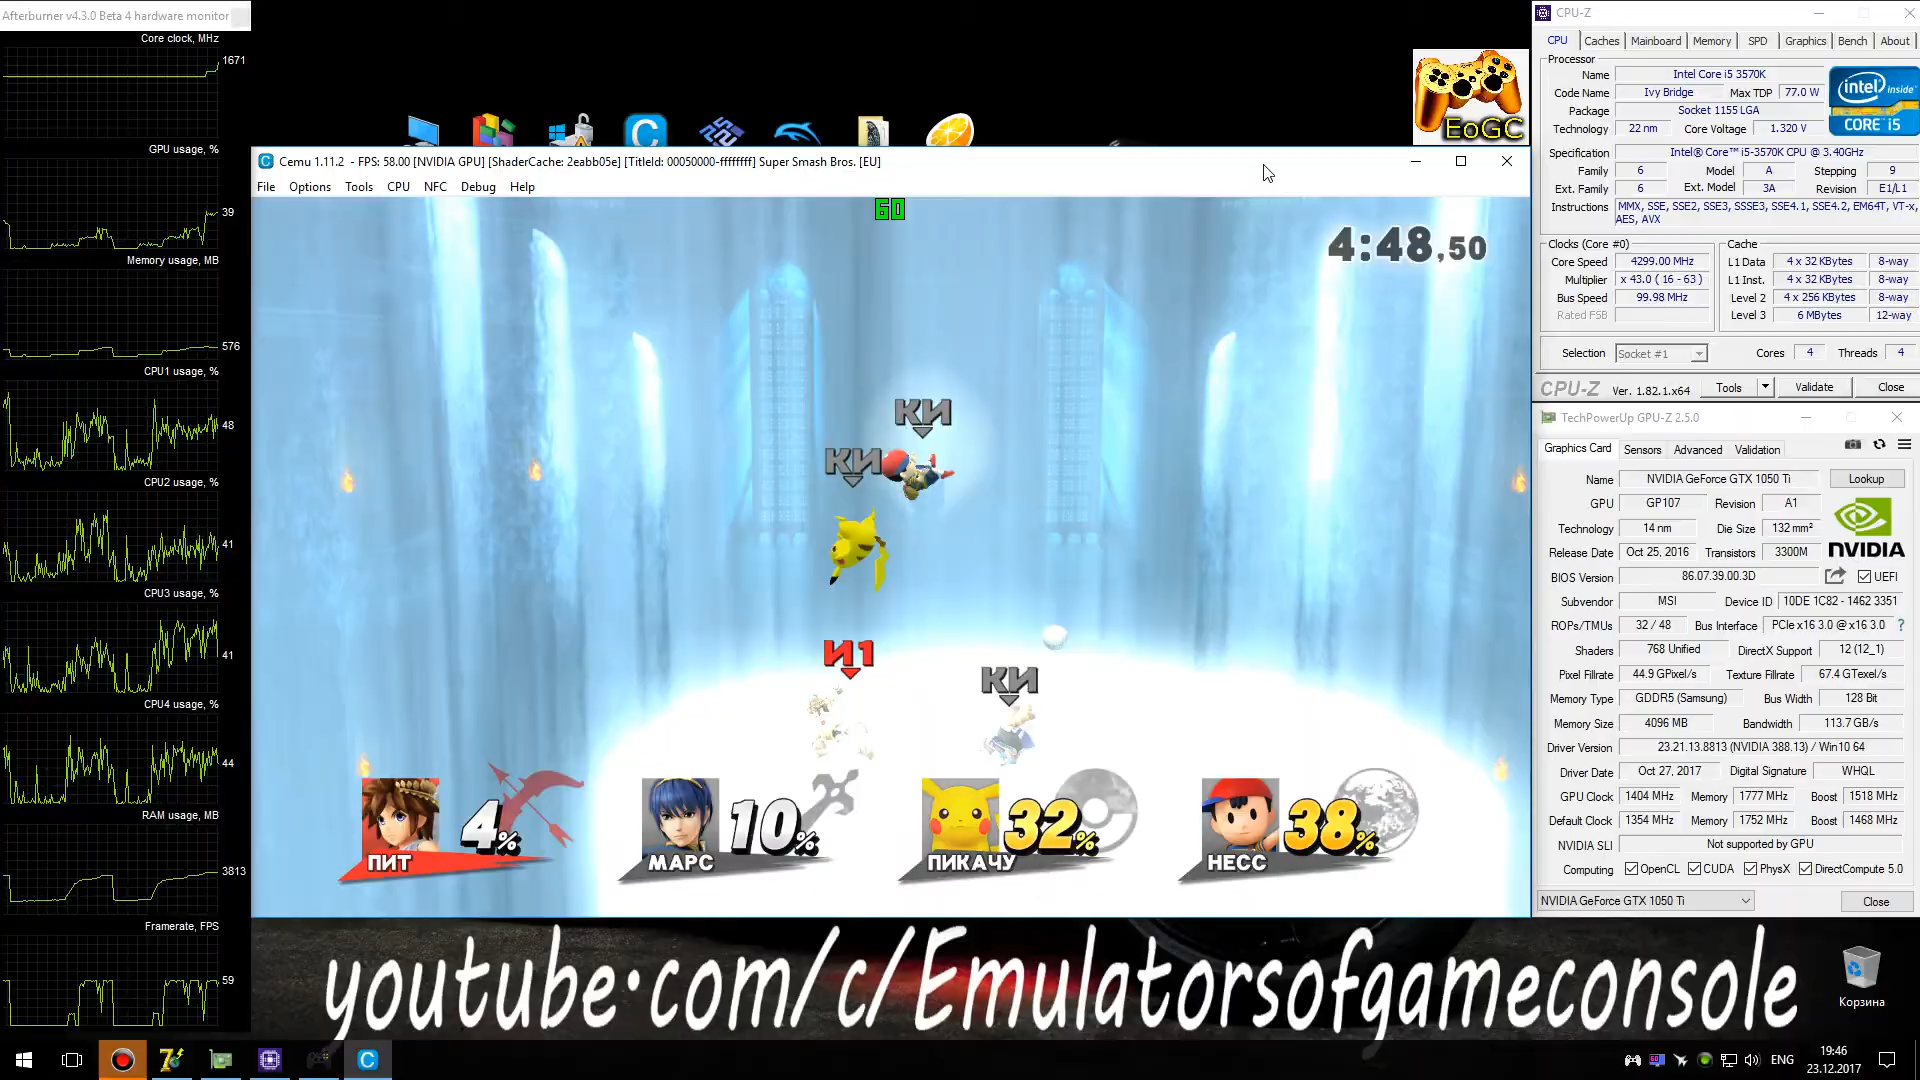 Afterburner v4.3.0 Beta 4 hardware monitor
Core clock, MHz
1671
GPU usage, %
39
Memory usage, MB
576
CPU1 usage, %
48
CPU2 usage, %
41
CPU3 usage, %
41
CPU4 usage, %
44
RAM usage, MB
3813
Framerate, FPS
59
EoGC
Cemu 1.11.2 - FPS: 58.00 [NVIDIA GPU] [ShaderCache: 2eabb05e] [TitleId: 00050000-ffffffff] Super Smash Bros. [EU]
File Options Tools CPU NFC Debug Help
60
4:48,50
КИ
КИ
И1
КИ
4%
ПИТ
10%
МАРС
32%
ПИКАЧУ
38%
НЕСС
youtube.com/c/Emulatorsofgameconsole
CPU-Z
CPU Caches Mainboard Memory SPD Graphics Bench About
Processor
Name Intel Core i5 3570K
Code Name Ivy Bridge Max TDP 77.0 W
Package Socket 1155 LGA
Technology 22 nm Core Voltage 1.320 V
intel inside™
CORE i5
Specification Intel® Core™ i5-3570K CPU @ 3.40GHz
Family 6 Model A Stepping 9
Ext. Family 6 Ext. Model 3A Revision E1/L1
Instructions MMX, SSE, SSE2, SSE3, SSSE3, SSE4.1, SSE4.2, EM64T, VT-x,
AES, AVX
Clocks (Core #0)
Core Speed 4299.00 MHz
Multiplier x 43.0 ( 16 - 63 )
Bus Speed 99.98 MHz
Rated FSB
Cache
L1 Data 4 x 32 KBytes 8-way
L1 Inst. 4 x 32 KBytes 8-way
Level 2 4 x 256 KBytes 8-way
Level 3 6 MBytes 12-way
Selection Socket #1 Cores 4 Threads 4
CPU-Z Ver. 1.82.1.x64 Tools Validate Close
TechPowerUp GPU-Z 2.5.0
Graphics Card Sensors Advanced Validation
Name NVIDIA GeForce GTX 1050 Ti Lookup
GPU GP107 Revision A1
Technology 14 nm Die Size 132 mm²
Release Date Oct 25, 2016 Transistors 3300M
NVIDIA
BIOS Version 86.07.39.00.3D UEFI
Subvendor MSI Device ID 10DE 1C82 - 1462 3351
ROPs/TMUs 32 / 48 Bus Interface PCIe x16 3.0 @ x16 3.0 ?
Shaders 768 Unified DirectX Support 12 (12_1)
Pixel Fillrate 44.9 GPixel/s Texture Fillrate 67.4 GTexel/s
Memory Type GDDR5 (Samsung) Bus Width 128 Bit
Memory Size 4096 MB Bandwidth 113.7 GB/s
Driver Version 23.21.13.8813 (NVIDIA 388.13) / Win10 64
Driver Date Oct 27, 2017 Digital Signature WHQL
GPU Clock 1404 MHz Memory 1777 MHz Boost 1518 MHz
Default Clock 1354 MHz Memory 1752 MHz Boost 1468 MHz
NVIDIA SLI Not supported by GPU
Computing OpenCL CUDA PhysX DirectCompute 5.0
NVIDIA GeForce GTX 1050 Ti Close
Корзина
ENG
19:46
23.12.2017